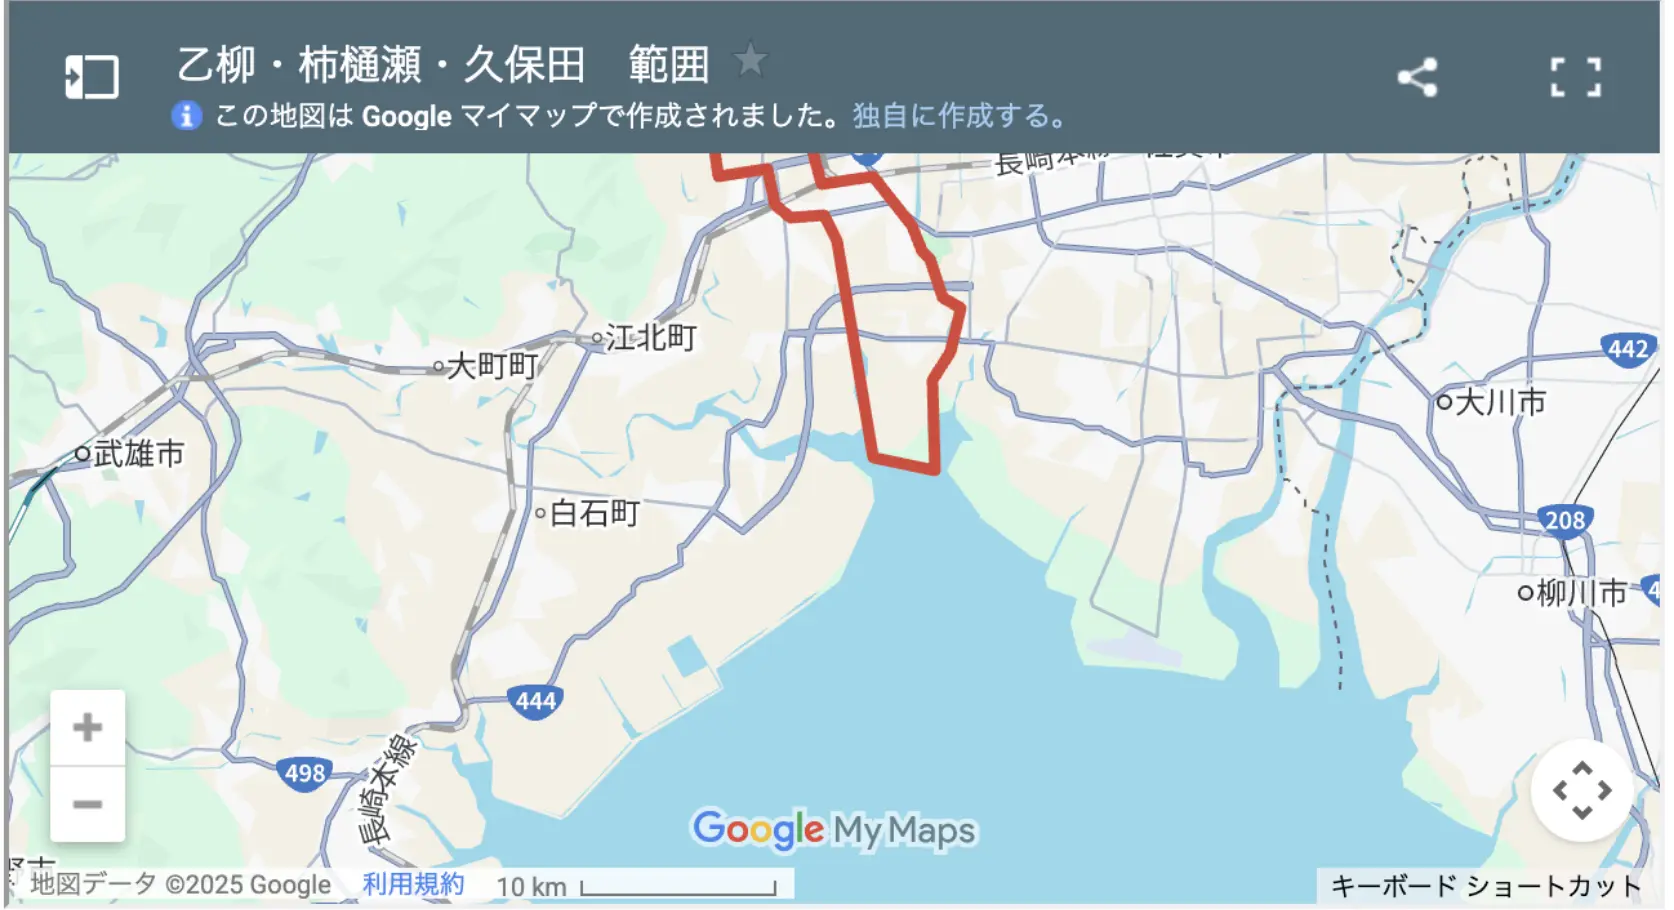 乙柳・柿樋瀬・久保田　範囲
この地図は Google マイマップで作成されました。独自に作成する。
長崎本線
江北町
大町町
442
大川市
武雄市
208
白石町
柳川市
444
498
長崎本線
Google My Maps
地図データ ©2025 Google 利用規約 10 km
キーボード ショートカット